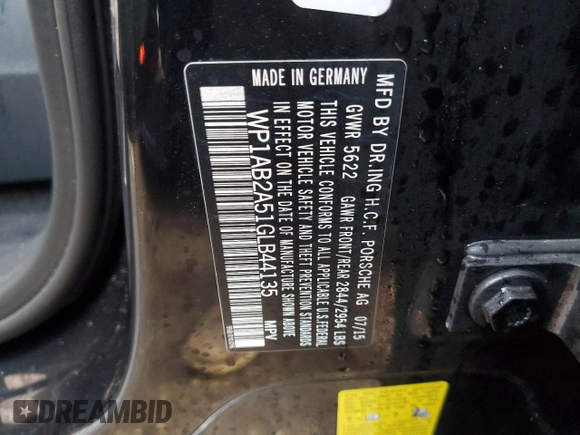 MFD BY DR.ING H.C.F. PORSCHE AG 07/15
GVWR 5622 GAWR FRONT/REAR 2844/2954 LBS
THIS VEHICLE CONFORMS TO ALL APPLICABLE U.S.FEDERAL
MOTOR VEHICLE SAFETY AND THEFT PREVENTION STANDARDS
IN EFFECT ON THE DATE OF MANUFACTURE SHOWN ABOVE
WP1AB2A51GLB44135 MPV
MADE IN GERMANY
DREAMBID